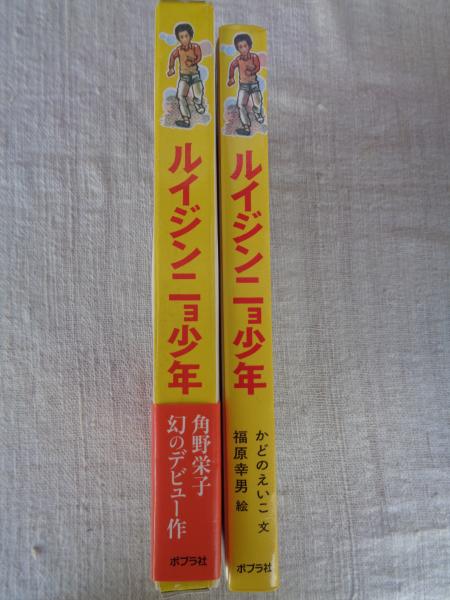 ルイジンニョ少年
角野栄子
幻のデビュー作
ポプラ社
ルイジンニョ少年
かどのえいこ 文
福原幸男 絵
ポプラ社